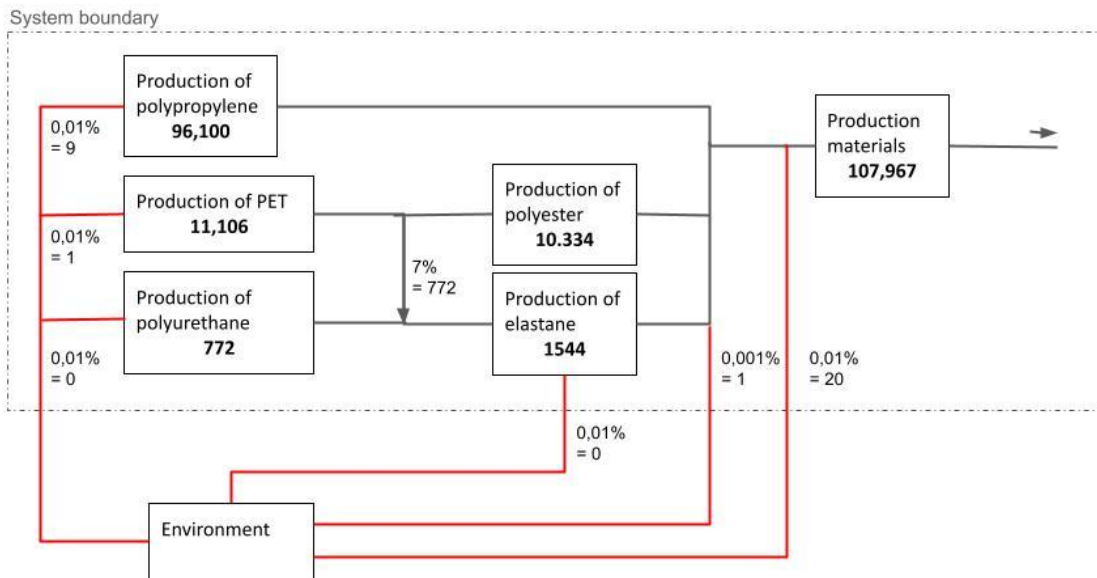 System boundary
Production of
polypropylene
96,100
0,01%
= 9
Production of PET
11,106
0,01%
= 1
Production of
polyurethane
772
0,01%
= 0
7%
= 772
Production of
polyester
10.334
Production of
elastane
1544
0,01%
= 0
0,001%
= 1
0,01%
= 20
Production
materials
107,967
Environment